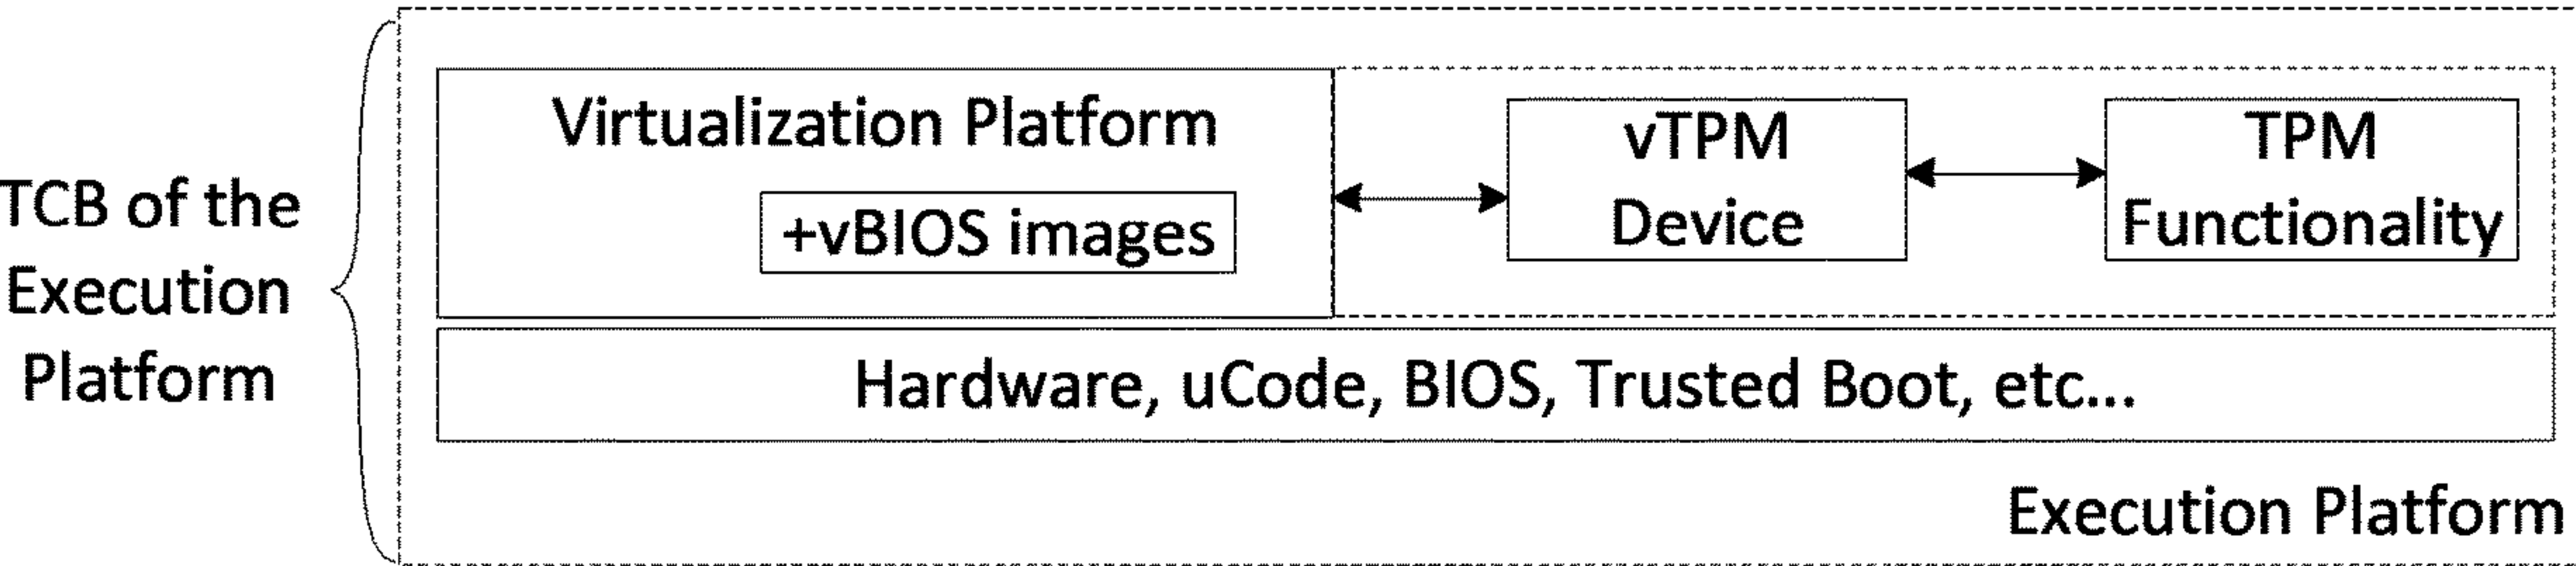 TCB of the
Execution
Platform
Virtualization Platform
+vBIOS images
vTPM
Device
TPM
Functionality
Hardware, uCode, BIOS, Trusted Boot, etc...
Execution Platform